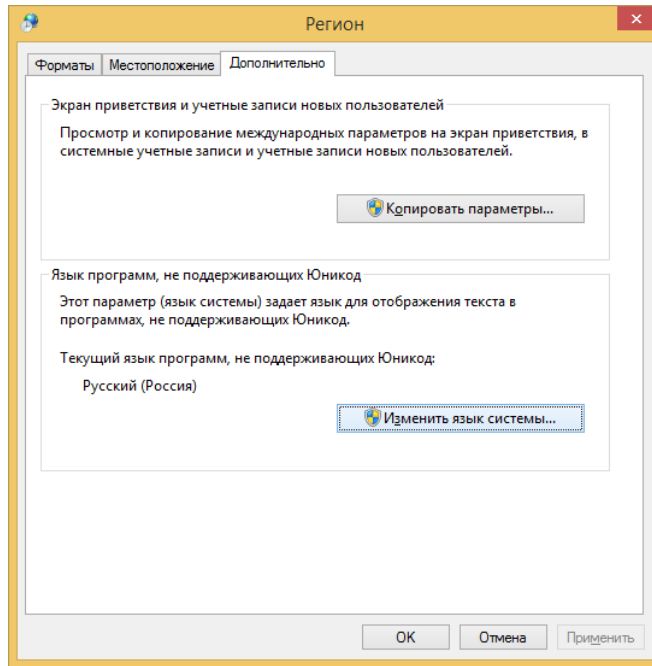 Регион
Форматы Местоположение Дополнительно
Экран приветствия и учетные записи новых пользователей
Просмотр и копирование международных параметров на экран приветствия, в
системные учетные записи и учетные записи новых пользователей.
Копировать параметры...
Язык программ, не поддерживающих Юникод
Этот параметр (язык системы) задает язык для отображения текста в
программах, не поддерживающих Юникод.
Текущий язык программ, не поддерживающих Юникод:
Русский (Россия)
Изменить язык системы...
ОК Отмена Применить